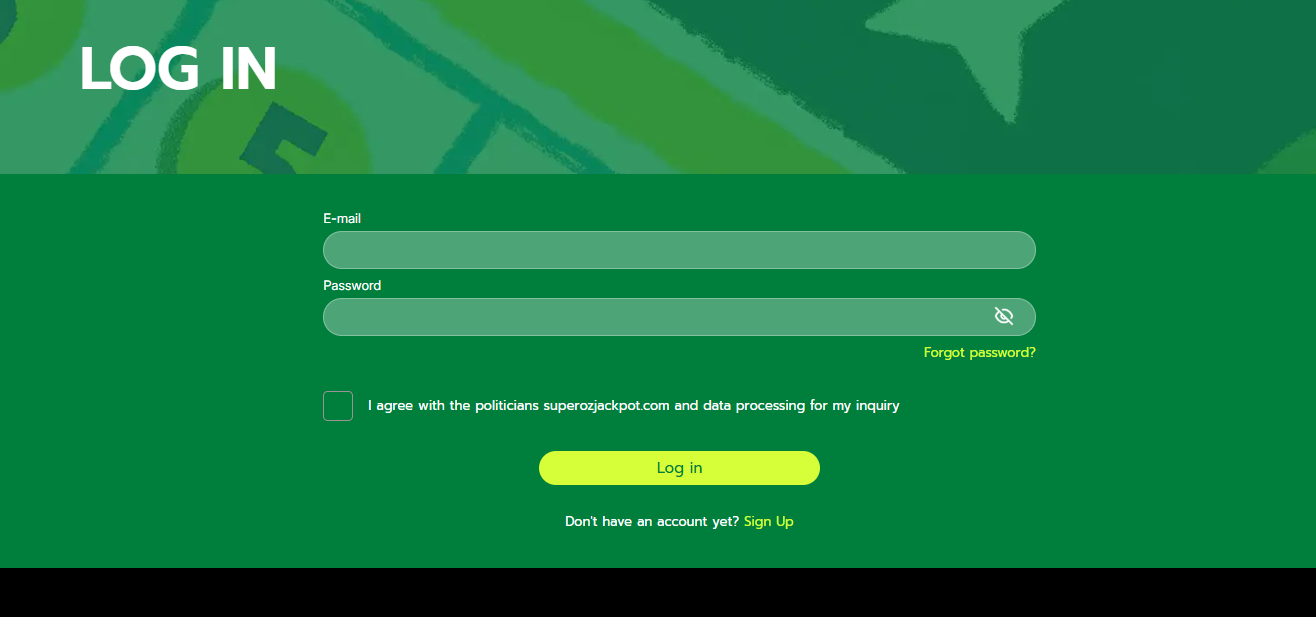 LOG IN
5
E-mail
Password
Forgot password?
I agree with the politicians superozjackpot.com and data processing for my inquiry
Log in
Don't have an account yet? Sign Up